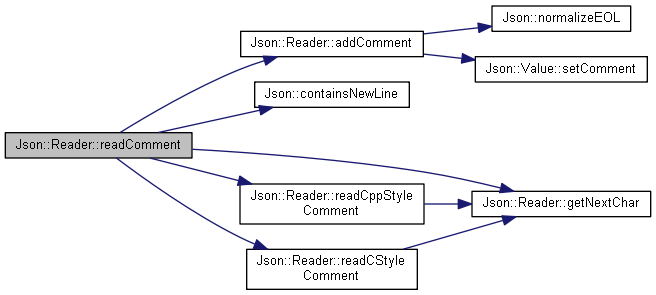 Json::Reader::readComment
Json::Reader::addComment
Json::containsNewLine
Json::Reader::readCppStyle
Comment
Json::Reader::readCStyle
Comment
Json::normalizeEOL
Json::Value::setComment
Json::Reader::getNextChar